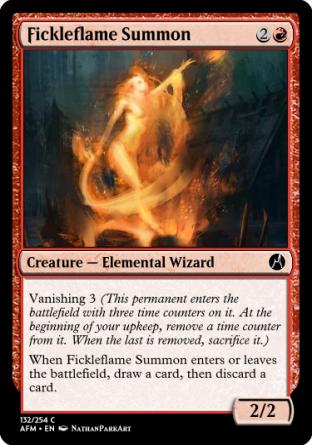 Fickleflame Summon 2
Creature — Elemental Wizard
Vanishing 3 (This permanent enters the
battlefield with three time counters on it. At the
beginning of your upkeep, remove a time counter
from it. When the last is removed, sacrifice it.)
When Fickleflame Summon enters or leaves
the battlefield, draw a card, then discard a
card.
2/2
132/254 C
AFM • EN NathanParkArt